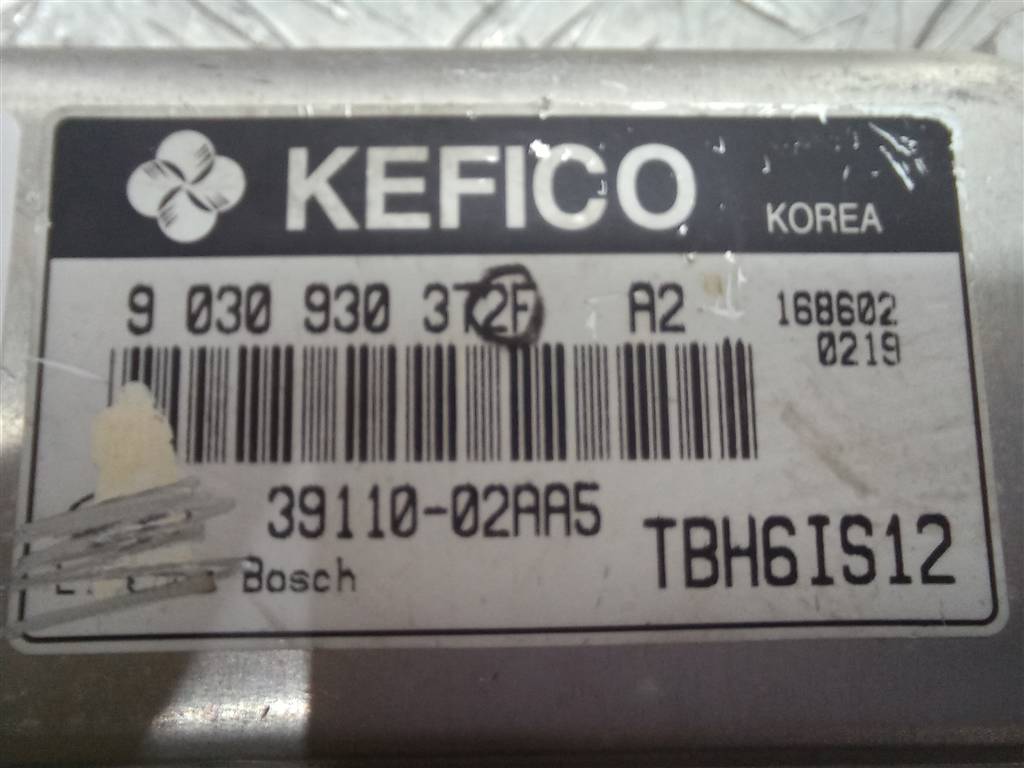 KEFICO KOREA
9 030 930 372F A2 168602
0219
39110-02AA5
TBH6IS12
Bosch